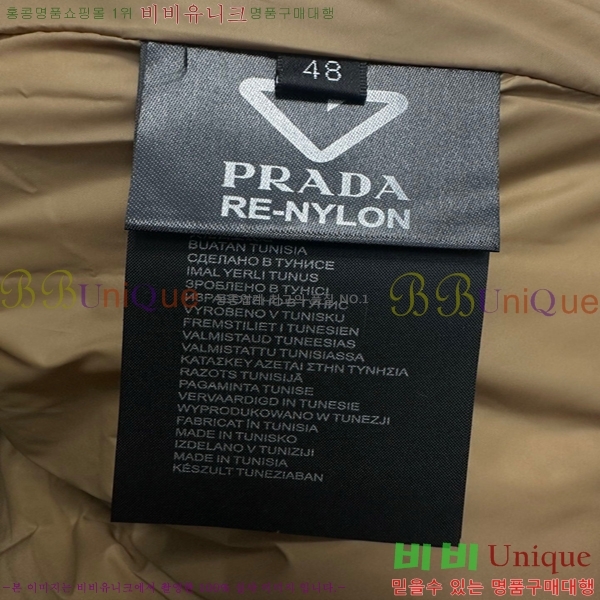 홍콩명품쇼핑몰 1위 비비유니크명품구매대행
48
PRADA
RE-NYLON
BUATAN TUNISIA
СДЕЛАНО В ТУНИСЕ
IMAL YERLI TUNUS
ЗРОБЛЕНО В ТУНІСІ
NO.1
BBUniQue BBUniQue
VYROBENO V TUNISKU
FREMSTILIET I TUNESIEN
VALMISTAUD TUNEESIAS
VALMISTATTU TUNISIASSA
ΚΑΤΑΣΚΕΥ ΑΖΕΤΑΙ ΣΤΗΝ ΤΥΝΗΣΙΑ
RAZOTS TUNISIJĀ
PAGAMINTA TUNISE
VERVAARDIGD IN TUNESIE
WYPRODUKOWANO W TUNEZJI
FABRICAT ÎN TUNISIA
MADE IN TUNISKO
IZDELANO V TUNIZIJI
MADE IN TUNISIA
KÉSZULT TUNEZIABAN
비비 Unique
믿을수 있는 명품구매대행